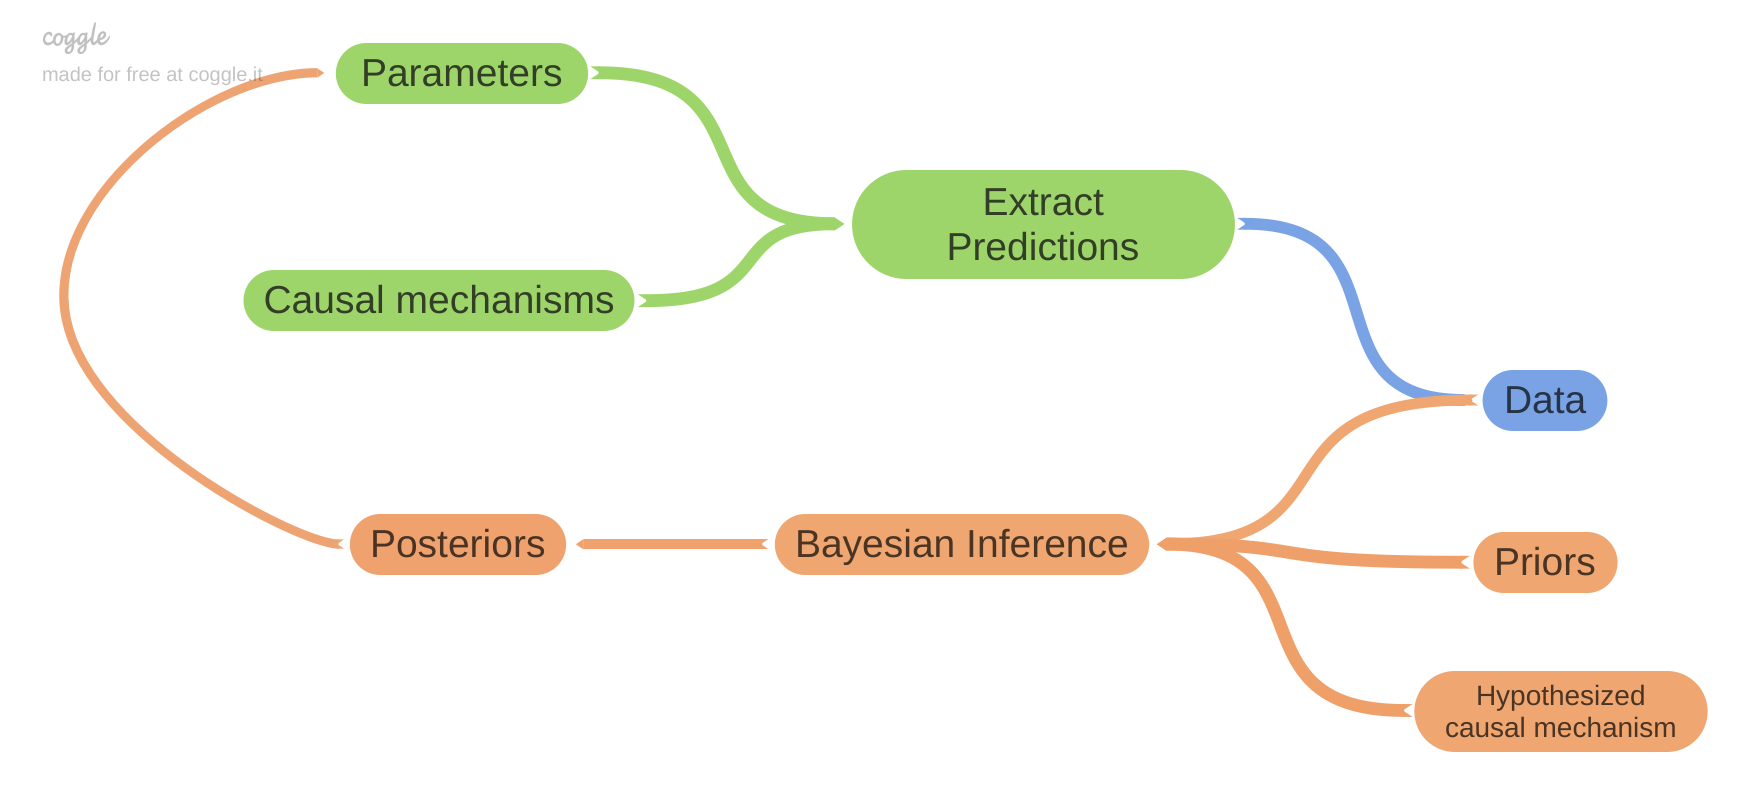 coggle
made for free at coggle.it
Parameters
Extract
Predictions
Causal mechanisms
Data
Posteriors
Bayesian Inference
Priors
Hypothesized
causal mechanism